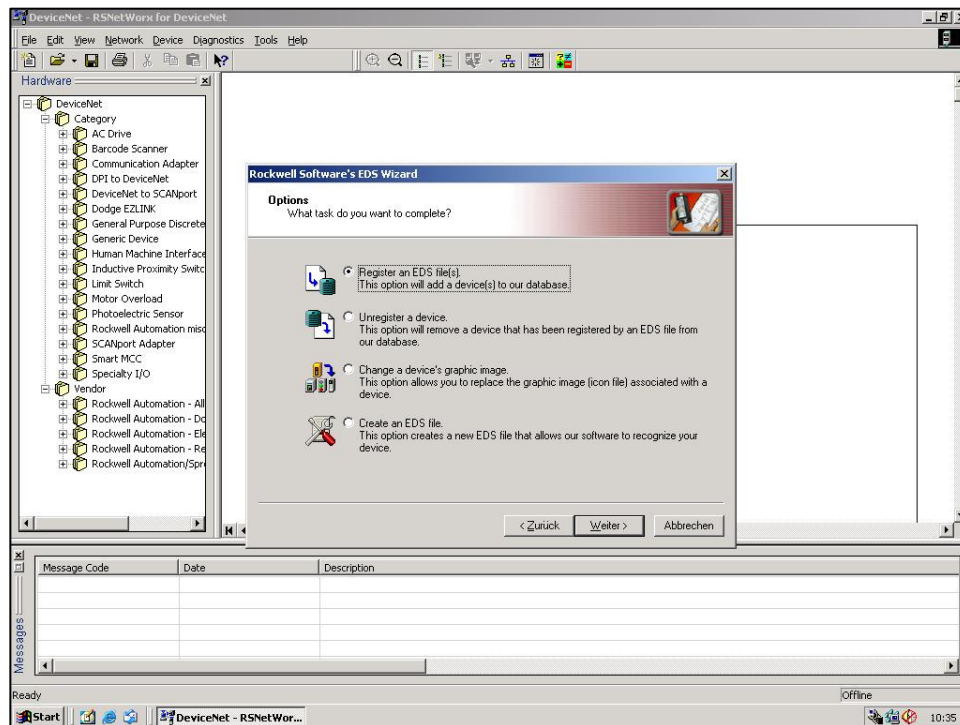 DeviceNet - RSNetWorx for DeviceNet
File Edit View Network Device Diagnostics Tools Help
Hardware
DeviceNet
Category
AC Drive
Barcode Scanner
Communication Adapter
DPI to DeviceNet
DeviceNet to SCANport
Dodge EZLINK
General Purpose Discrete
Generic Device
Human Machine Interface
Inductive Proximity Switc
Limit Switch
Motor Overload
Photoelectric Sensor
Rockwell Automation misc
SCANport Adapter
Smart MCC
Specialty I/O
Vendor
Rockwell Automation - All
Rockwell Automation - Do
Rockwell Automation - Ele
Rockwell Automation - Re
Rockwell Automation/Spr
Rockwell Software's EDS Wizard
Options
What task do you want to complete?
Register an EDS file(s).
This option will add a device(s) to our database.
Unregister a device.
This option will remove a device that has been registered by an EDS file from
our database.
Change a device's graphic image.
This option allows you to replace the graphic image (icon file) associated with a
device.
Create an EDS file.
This option creates a new EDS file that allows our software to recognize your
device.
< Zurück Weiter > Abbrechen
Messages
Message Code Date Description
Ready Offline
Start DeviceNet - RSNetWor... 10:35